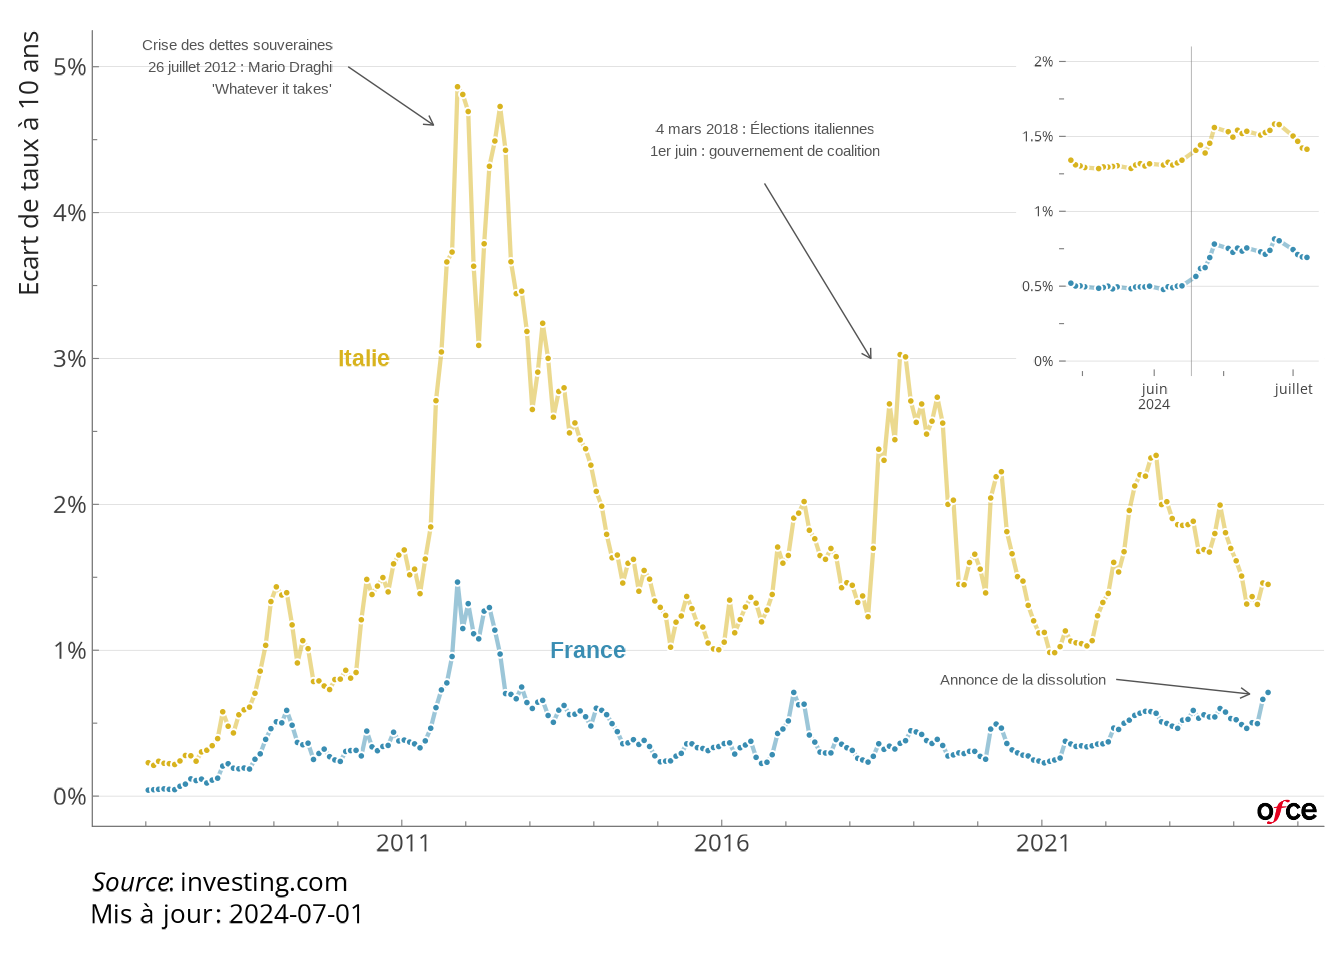 Ecart de taux à 10 ans
5%
4%
3%
2%
1%
0%
Crise des dettes souveraines
26 juillet 2012 : Mario Draghi
'Whatever it takes'
4 mars 2018 : Élections italiennes
1er juin : gouvernement de coalition
Italie
France
Annonce de la dissolution
2%
1.5%
1%
0.5%
0%
juin
2024
juillet
ofce
2011
2016
2021
Source: investing.com
Mis à jour : 2024-07-01